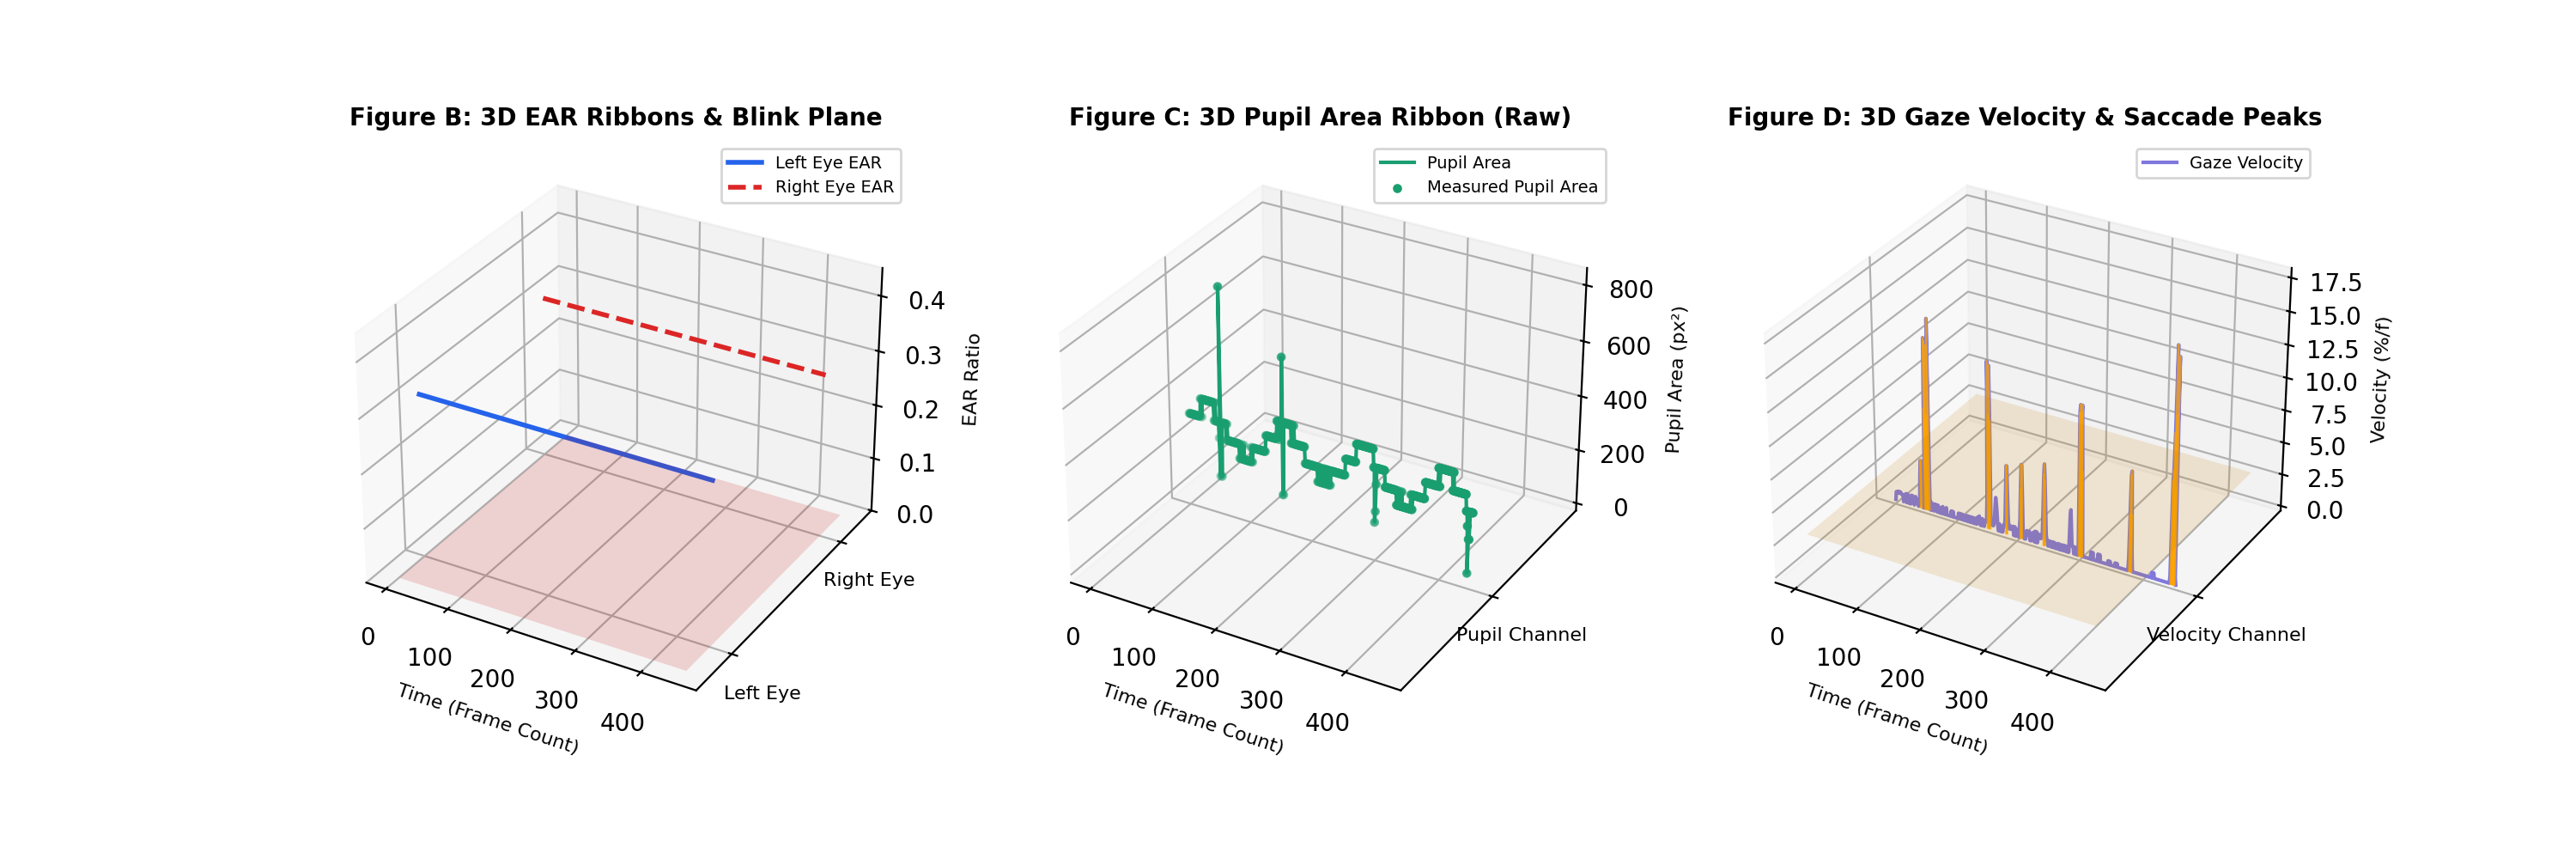 Figure B: 3D EAR Ribbons & Blink Plane
Left Eye EAR
Right Eye EAR
0.4
0.3
0.2
0.1
0.0
EAR Ratio
Right Eye
Left Eye
0
100
200
300
400
Time (Frame Count)
Figure C: 3D Pupil Area Ribbon (Raw)
Pupil Area
Measured Pupil Area
800
600
400
200
0
Pupil Area (px²)
Pupil Channel
0
100
200
300
400
Time (Frame Count)
Figure D: 3D Gaze Velocity & Saccade Peaks
Gaze Velocity
17.5
15.0
12.5
10.0
7.5
5.0
2.5
0.0
Velocity (%/f)
Velocity Channel
0
100
200
300
400
Time (Frame Count)